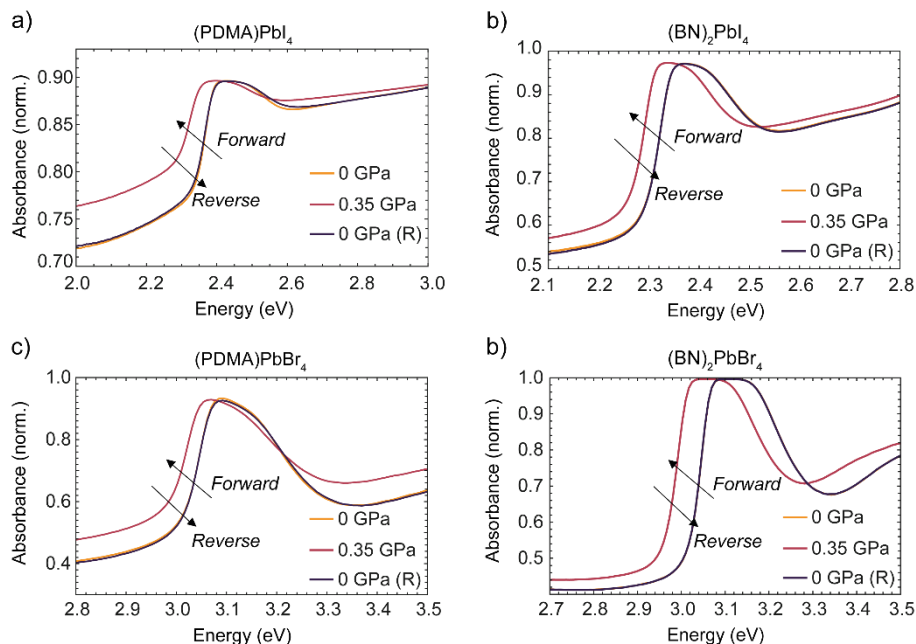 a)
(PDMA)PbI₄
Absorbance (norm.)
0.90
0.85
0.80
0.75
0.70
Forward
Reverse
0 GPa
0.35 GPa
0 GPa (R)
2.0 2.2 2.4 2.6 2.8 3.0
Energy (eV)
b)
(BN)₂PbI₄
Absorbance (norm.)
1.0
0.9
0.8
0.7
0.6
0.5
Forward
Reverse
0 GPa
0.35 GPa
0 GPa (R)
2.1 2.2 2.3 2.4 2.5 2.6 2.7 2.8
Energy (eV)
c)
(PDMA)PbBr₄
Absorbance (norm.)
1.0
0.8
0.6
0.4
Forward
Reverse
0 GPa
0.35 GPa
0 GPa (R)
2.8 2.9 3.0 3.1 3.2 3.3 3.4 3.5
Energy (eV)
b)
(BN)₂PbBr₄
Absorbance (norm.)
1.0
0.9
0.8
0.7
0.6
0.5
Forward
Reverse
0 GPa
0.35 GPa
0 GPa (R)
2.7 2.8 2.9 3.0 3.1 3.2 3.3 3.4 3.5
Energy (eV)